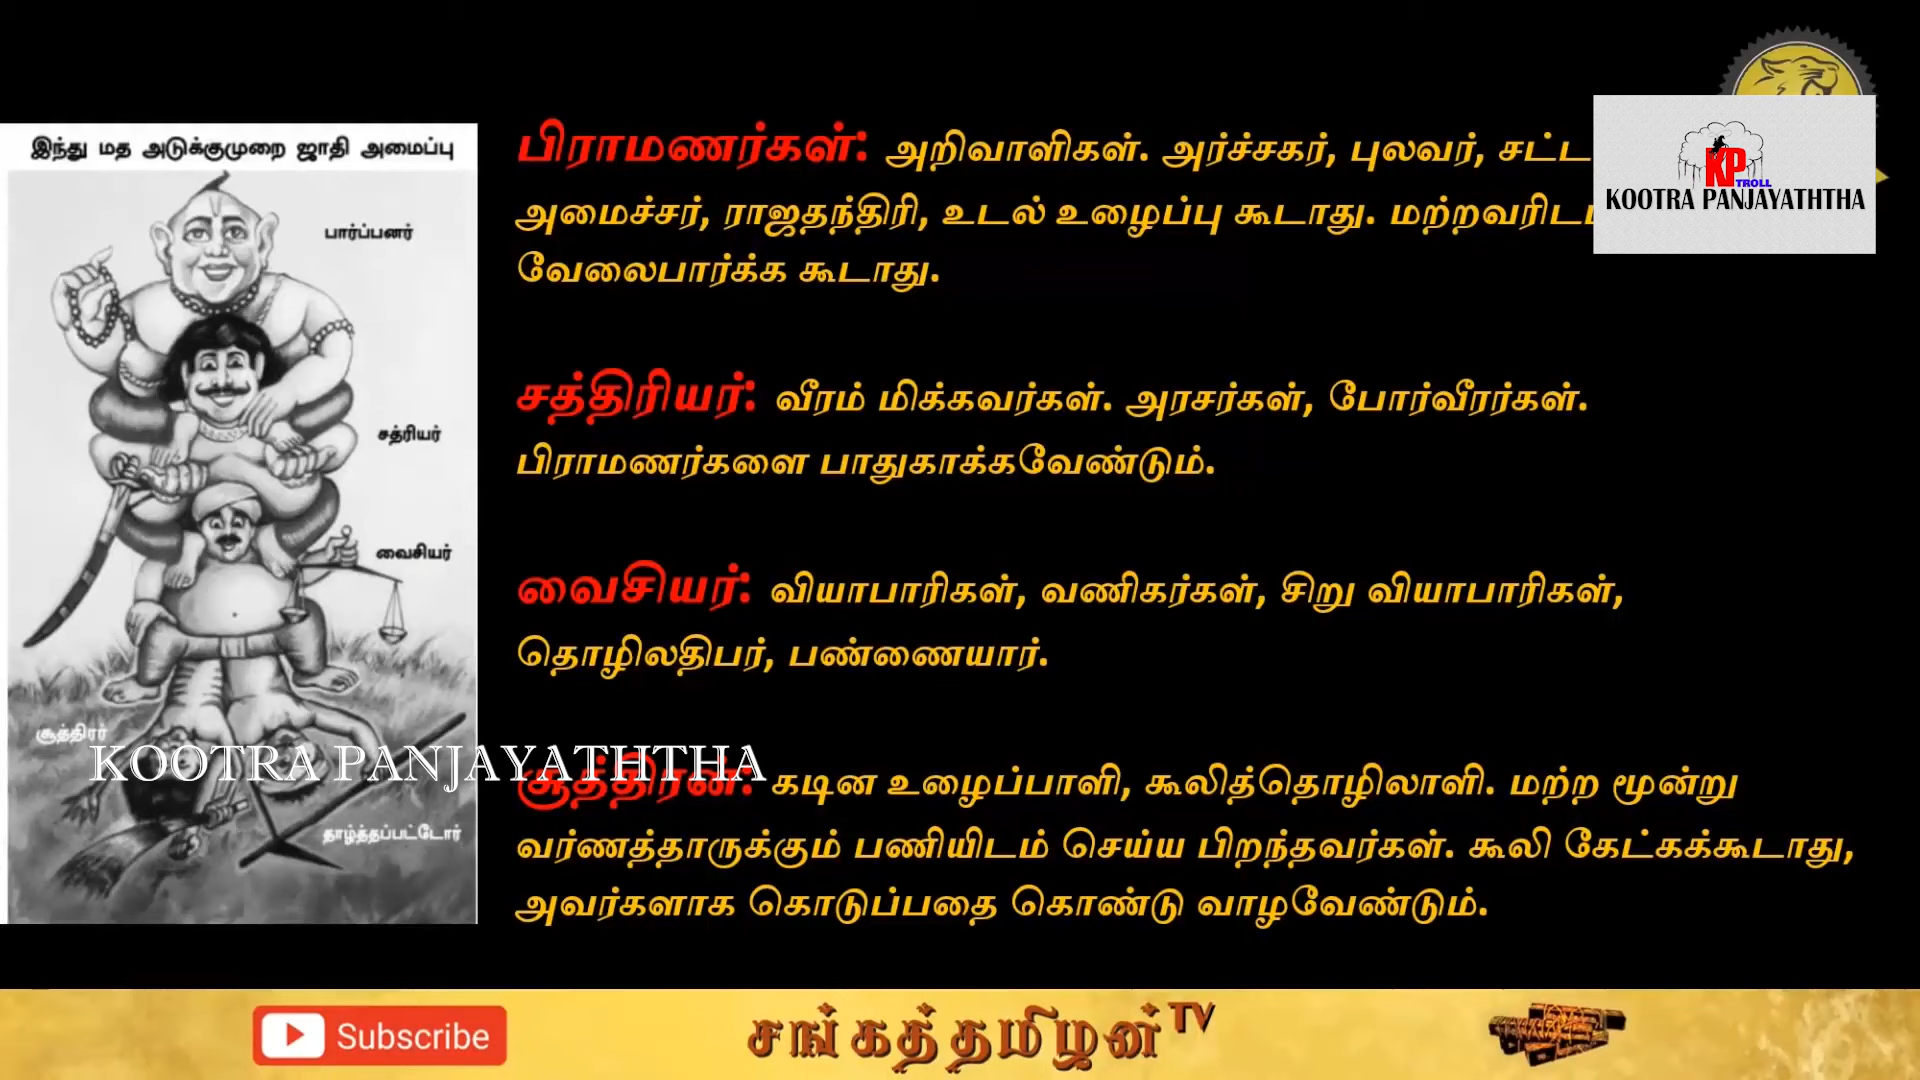 இந்து மத அடுக்குமுறை ஜாதி அமைப்பு
பார்ப்பனர்
சத்ரியர்
வைசியர்
சூத்திரர்
தாழ்த்தப்பட்டோர்
பிராமணர்கள்: அறிவாளிகள். அர்ச்சகர், புலவர், சட்ட
அமைச்சர், ராஜதந்திரி, உடல் உழைப்பு கூடாது.
வேலைபார்க்க கூடாது.
சத்திரியர்: வீரம் மிக்கவர்கள். அரசர்கள், போர்வீரர்கள்.
பிராமணர்களை பாதுகாக்கவேண்டும்.
வைசியர்: வியாபாரிகள், வணிகர்கள், சிறு வியாபாரிகள்,
தொழிலதிபர், பண்ணையார்.
சூத்திரன்: கடின உழைப்பாளி, கூலித்தொழிலாளி. மற்ற மூன்று
வர்ணத்தாருக்கும் பணியிடம் செய்ய பிறந்தவர்கள். கூலி கேட்கக்கூடாது,
அவர்களாக கொடுப்பதை கொண்டு வாழவேண்டும்.
KP
TROLL
KOOTRA PANJAYATHTHA
KOOTRA PANJAYATHTHA
Subscribe
சங்கத்தமிழன் TV